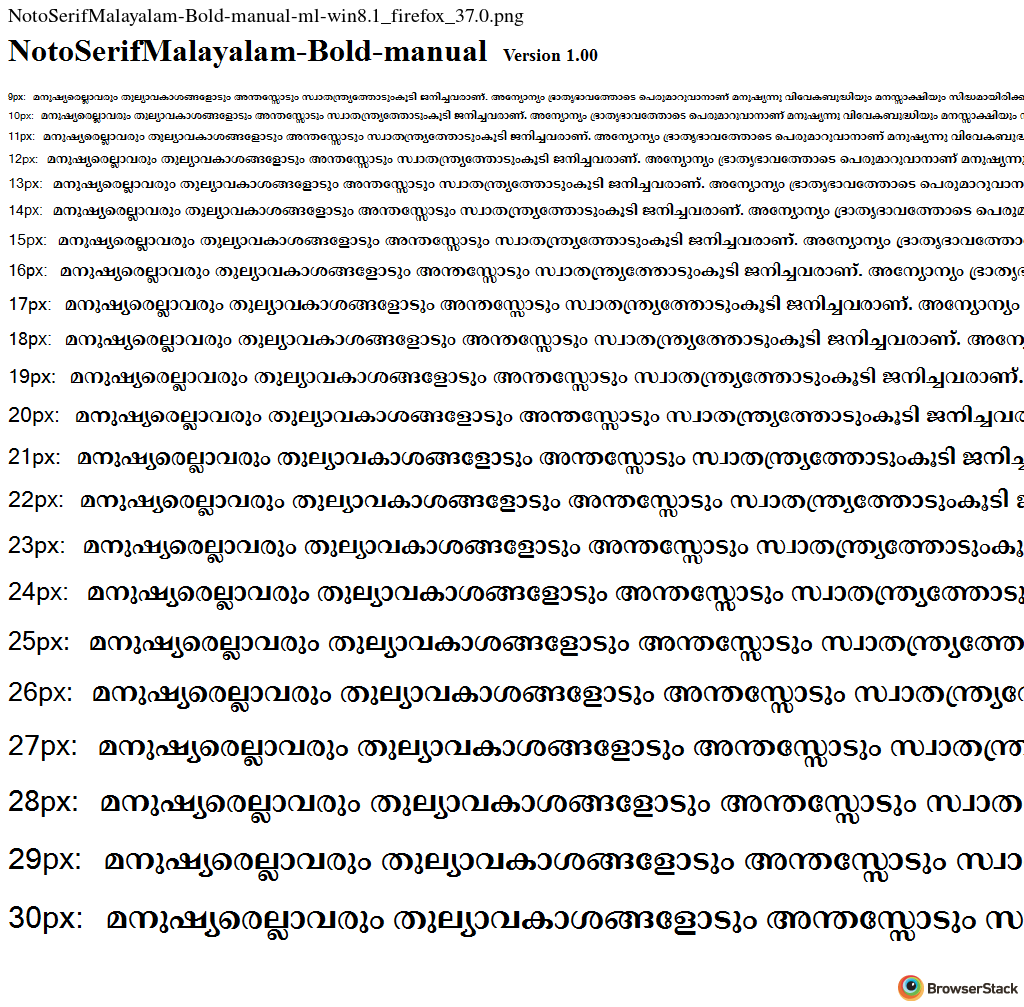 NotoSerifMalayalam-Bold-manual-ml-win8.1_firefox_37.0.png
NotoSerifMalayalam-Bold-manual Version 1.00
9px: മനുഷ്യരെല്ലാവരും തുല്യാവകാശങ്ങളോടും അന്തസ്സോടും സ്വാതന്ത്ര്യത്തോടുംകൂടി ജനിച്ചവരാണ്. അന്യോന്യം ഭ്രാതൃഭാവത്തോടെ പെരുമാറുവാനാണ് മനുഷ്യന്നു വിവേകബുദ്ധിയും മനസ്സാക്ഷിയും സിദ്ധമായിരിക്ക
10px: മനുഷ്യരെല്ലാവരും തുല്യാവകാശങ്ങളോടും അന്തസ്സോടും സ്വാതന്ത്ര്യത്തോടുംകൂടി ജനിച്ചവരാണ്. അന്യോന്യം ഭ്രാതൃഭാവത്തോടെ പെരുമാറുവാനാണ് മനുഷ്യന്നു വിവേകബുദ്ധിയും മനസ്സാക്ഷിയും
11px: മനുഷ്യരെല്ലാവരും തുല്യാവകാശങ്ങളോടും അന്തസ്സോടും സ്വാതന്ത്ര്യത്തോടുംകൂടി ജനിച്ചവരാണ്. അന്യോന്യം ഭ്രാതൃഭാവത്തോടെ പെരുമാറുവാനാണ് മനുഷ്യന്നു വിവേകബുദ്ധ
12px: മനുഷ്യരെല്ലാവരും തുല്യാവകാശങ്ങളോടും അന്തസ്സോടും സ്വാതന്ത്ര്യത്തോടുംകൂടി ജനിച്ചവരാണ്. അന്യോന്യം ഭ്രാതൃഭാവത്തോടെ പെരുമാറുവാനാണ് മനുഷ്യന്നു
13px: മനുഷ്യരെല്ലാവരും തുല്യാവകാശങ്ങളോടും അന്തസ്സോടും സ്വാതന്ത്ര്യത്തോടുംകൂടി ജനിച്ചവരാണ്. അന്യോന്യം ഭ്രാതൃഭാവത്തോടെ പെരുമാറുവാന
14px: മനുഷ്യരെല്ലാവരും തുല്യാവകാശങ്ങളോടും അന്തസ്സോടും സ്വാതന്ത്ര്യത്തോടുംകൂടി ജനിച്ചവരാണ്. അന്യോന്യം ഭ്രാതൃഭാവത്തോടെ പെരുമ
15px: മനുഷ്യരെല്ലാവരും തുല്യാവകാശങ്ങളോടും അന്തസ്സോടും സ്വാതന്ത്ര്യത്തോടുംകൂടി ജനിച്ചവരാണ്. അന്യോന്യം ഭ്രാതൃഭാവത്തോ
16px: മനുഷ്യരെല്ലാവരും തുല്യാവകാശങ്ങളോടും അന്തസ്സോടും സ്വാതന്ത്ര്യത്തോടുംകൂടി ജനിച്ചവരാണ്. അന്യോന്യം ഭ്രാതൃഭ
17px: മനുഷ്യരെല്ലാവരും തുല്യാവകാശങ്ങളോടും അന്തസ്സോടും സ്വാതന്ത്ര്യത്തോടുംകൂടി ജനിച്ചവരാണ്. അന്യോന്യം
18px: മനുഷ്യരെല്ലാവരും തുല്യാവകാശങ്ങളോടും അന്തസ്സോടും സ്വാതന്ത്ര്യത്തോടുംകൂടി ജനിച്ചവരാണ്. അന്യോ
19px: മനുഷ്യരെല്ലാവരും തുല്യാവകാശങ്ങളോടും അന്തസ്സോടും സ്വാതന്ത്ര്യത്തോടുംകൂടി ജനിച്ചവരാണ്.
20px: മനുഷ്യരെല്ലാവരും തുല്യാവകാശങ്ങളോടും അന്തസ്സോടും സ്വാതന്ത്ര്യത്തോടുംകൂടി ജനിച്ചവര
21px: മനുഷ്യരെല്ലാവരും തുല്യാവകാശങ്ങളോടും അന്തസ്സോടും സ്വാതന്ത്ര്യത്തോടുംകൂടി ജനിച്ച
22px: മനുഷ്യരെല്ലാവരും തുല്യാവകാശങ്ങളോടും അന്തസ്സോടും സ്വാതന്ത്ര്യത്തോടുംകൂടി ജ
23px: മനുഷ്യരെല്ലാവരും തുല്യാവകാശങ്ങളോടും അന്തസ്സോടും സ്വാതന്ത്ര്യത്തോടുംകൂ
24px: മനുഷ്യരെല്ലാവരും തുല്യാവകാശങ്ങളോടും അന്തസ്സോടും സ്വാതന്ത്ര്യത്തോടു
25px: മനുഷ്യരെല്ലാവരും തുല്യാവകാശങ്ങളോടും അന്തസ്സോടും സ്വാതന്ത്ര്യത്തോ
26px: മനുഷ്യരെല്ലാവരും തുല്യാവകാശങ്ങളോടും അന്തസ്സോടും സ്വാതന്ത്ര്യ
27px: മനുഷ്യരെല്ലാവരും തുല്യാവകാശങ്ങളോടും അന്തസ്സോടും സ്വാതന്ത്ര
28px: മനുഷ്യരെല്ലാവരും തുല്യാവകാശങ്ങളോടും അന്തസ്സോടും സ്വാത
29px: മനുഷ്യരെല്ലാവരും തുല്യാവകാശങ്ങളോടും അന്തസ്സോടും സ്വാ
30px: മനുഷ്യരെല്ലാവരും തുല്യാവകാശങ്ങളോടും അന്തസ്സോടും സ
BrowserStack